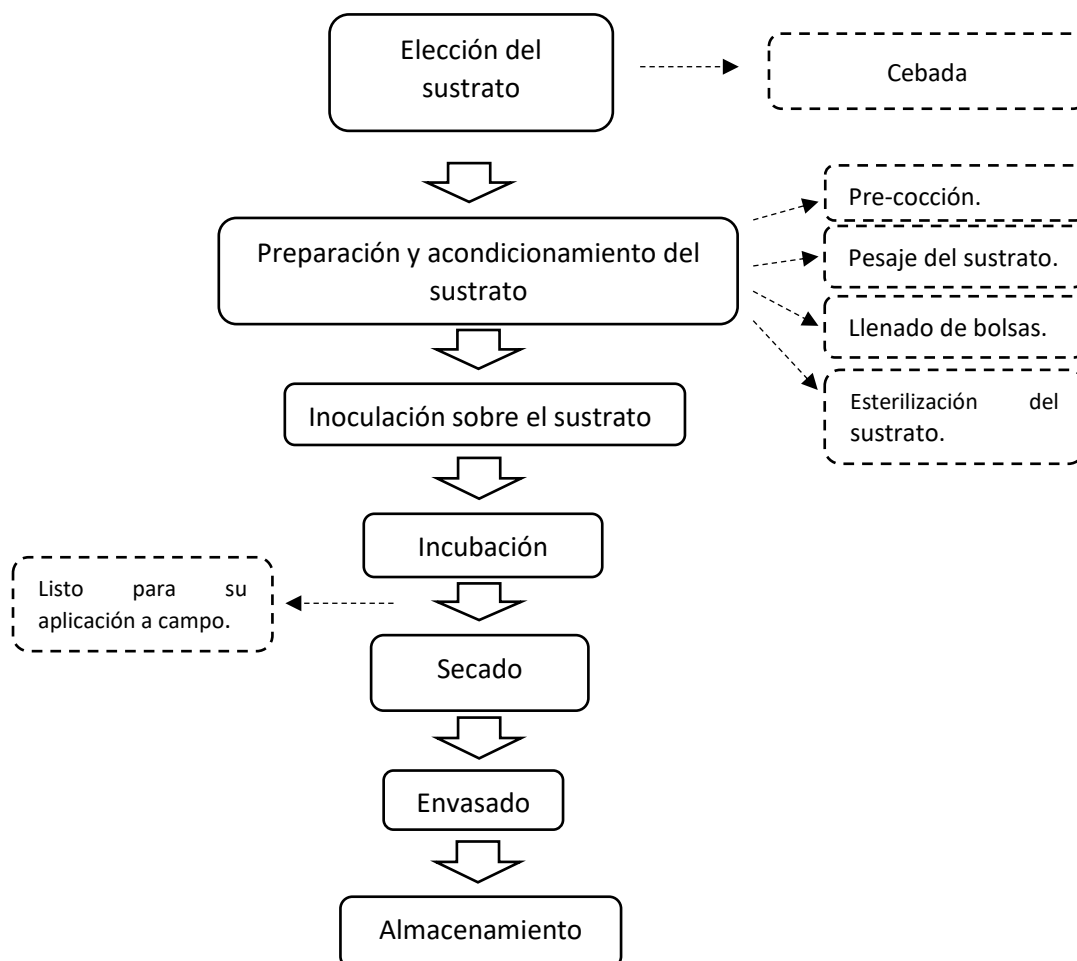 Elección del
sustrato
Cebada
Preparación y acondicionamiento del
sustrato
Pre-cocción.
Pesaje del sustrato.
Llenado de bolsas.
Esterilización del
sustrato.
Inoculación sobre el sustrato
Incubación
Listo para su
aplicación a campo.
Secado
Envasado
Almacenamiento